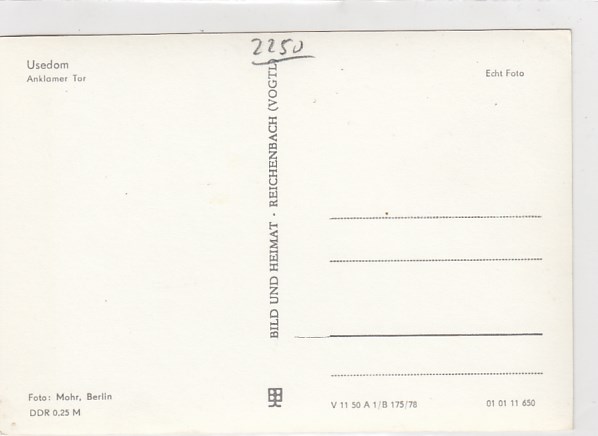 2250
Usedom
Anklamer Tor
Echt Foto
BILD UND HEIMAT · REICHENBACH (VOGTL)
Foto: Mohr, Berlin
DDR 0,25 M
V 11 50 A 1/B 175/78
01 01 11 650